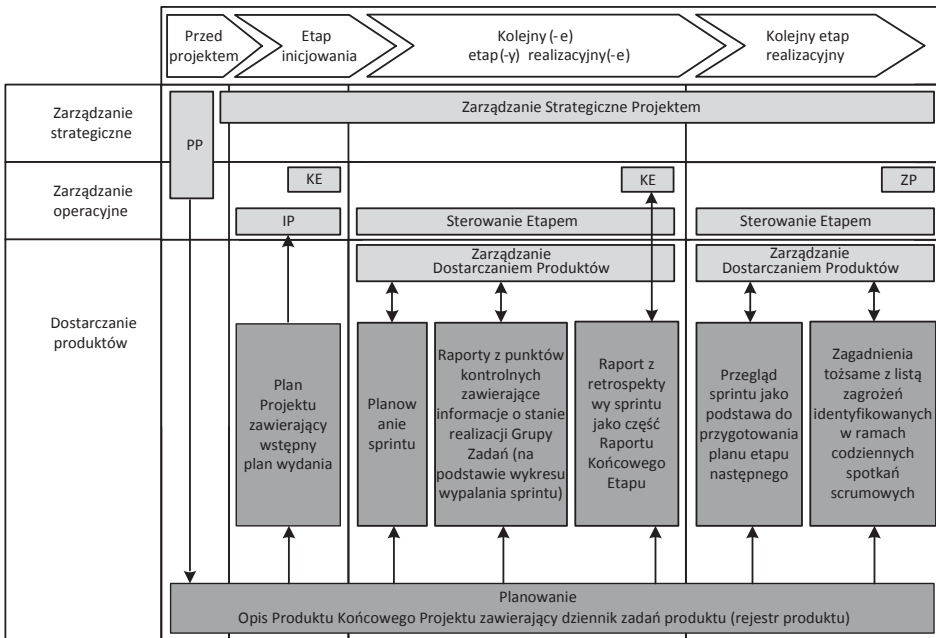 Przed
projektem
Etap
inicjowania
Kolejny (-e)
etap(-y) realizacyjny(-e)
Kolejny etap
realizacyjny
Zarządzanie
strategiczne
PP
Zarządzanie Strategiczne Projektem
Zarządzanie
operacyjne
KE
KE
ZP
IP
Sterowanie Etapem
Sterowanie Etapem
Dostarczanie
produktów
Zarządzanie
Dostarczaniem Produktów
Zarządzanie
Dostarczaniem Produktów
Plan
Projektu
zawierający
wstępny
plan wydania
Planow
anie
sprintu
Raporty z punktów
kontrolnych
zawierające
informacje o stanie
realizacji Grupy
Zadań (na
podstawie wykresu
wypalania sprintu)
Raport z
retrospekty
wy sprintu
jako część
Raportu
Końcowego
Etapu
Przegląd
sprintu jako
podstawa do
przygotowania
planu etapu
następnego
Zagadnienia
tożsame z listą
zagrożeń
identyfikowanych
w ramach
codziennych
spotkań
scrumowych
Planowanie
Opis Produktu Końcowego Projektu zawierający dziennik zadań produktu (rejestr produktu)